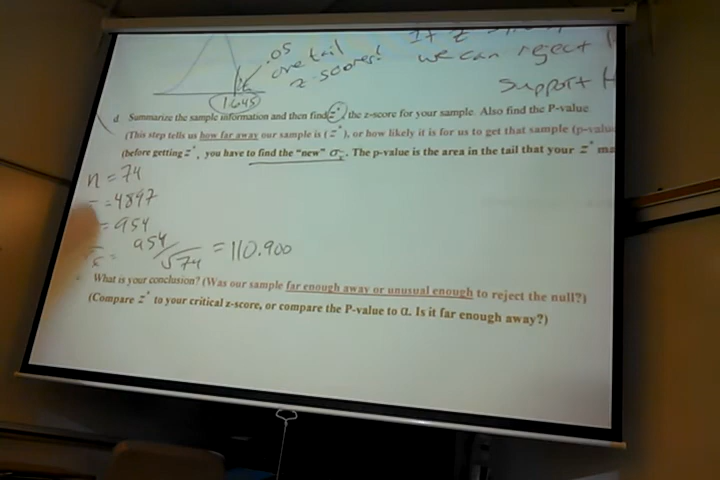 .05
one tail
z-scores!
1.645
If z
we can reject
Support H
d. Summarize the sample information and then find z*, the z-score for your sample. Also find the P-value
(This step tells us how far away our sample is (z*), or how likely it is for us to get that sample (p-valu
(before getting z*, you have to find the "new" σx̄. The p-value is the area in the tail that your z* ma
n = 74
= 4897
= 954
= 954/√74 = 110.900
What is your conclusion? (Was our sample far enough away or unusual enough to reject the null?)
(Compare z* to your critical z-score, or compare the P-value to α. Is it far enough away?)